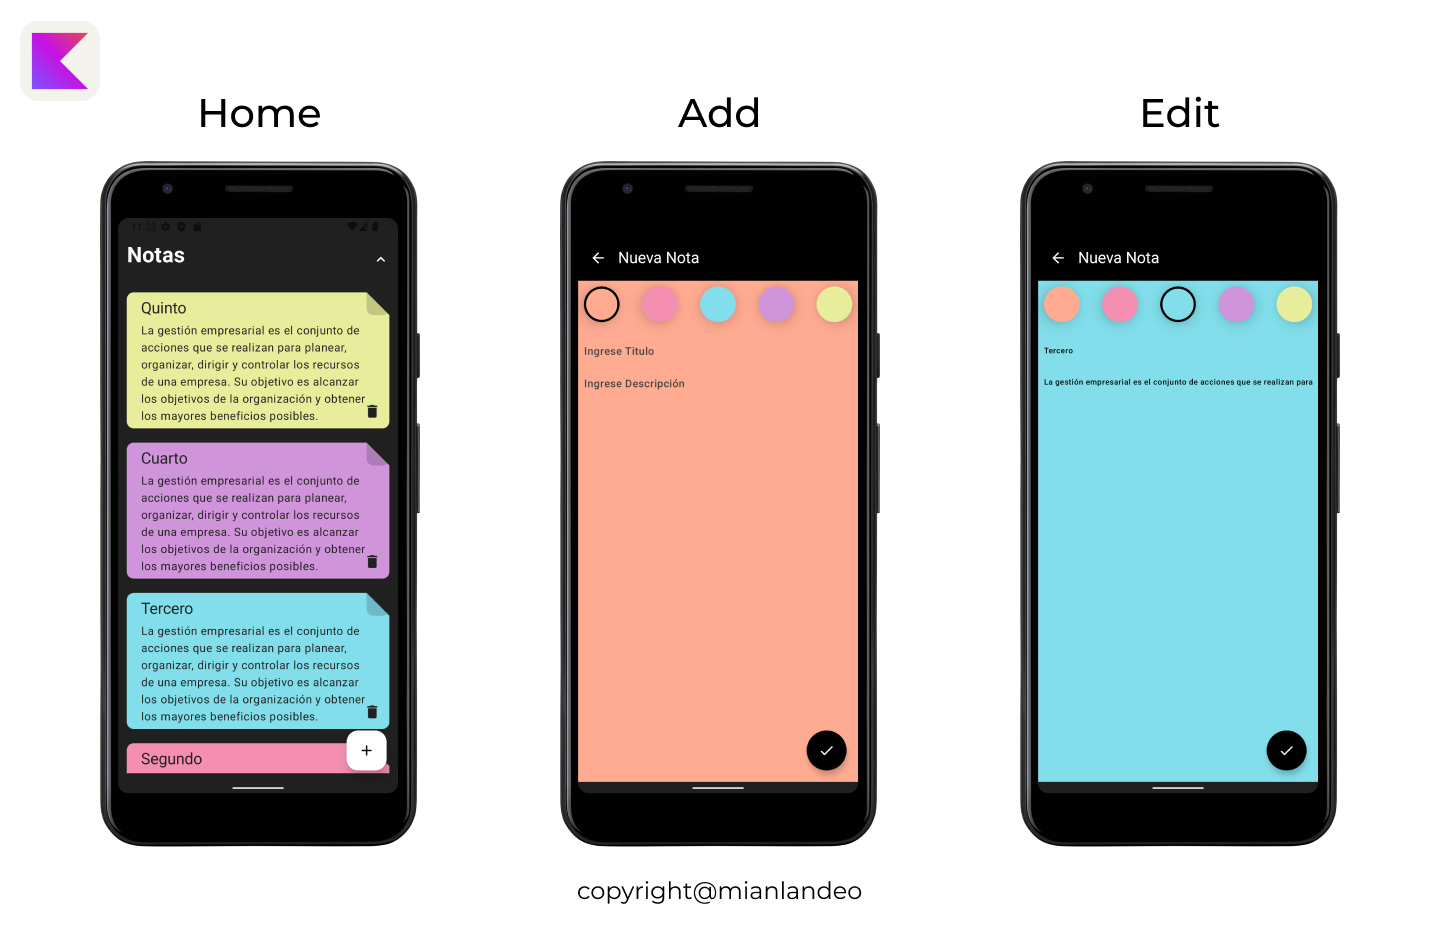 Home
Add
Edit
11:33
Notas
Quinto
La gestión empresarial es el conjunto de
acciones que se realizan para planear,
organizar, dirigir y controlar los recursos
de una empresa. Su objetivo es alcanzar
los objetivos de la organización y obtener
los mayores beneficios posibles.
Cuarto
La gestión empresarial es el conjunto de
acciones que se realizan para planear,
organizar, dirigir y controlar los recursos
de una empresa. Su objetivo es alcanzar
los objetivos de la organización y obtener
los mayores beneficios posibles.
Tercero
La gestión empresarial es el conjunto de
acciones que se realizan para planear,
organizar, dirigir y controlar los recursos
de una empresa. Su objetivo es alcanzar
los objetivos de la organización y obtener
los mayores beneficios posibles.
Segundo
Nueva Nota
Ingrese Titulo
Ingrese Descripción
Nueva Nota
Tercero
La gestión empresarial es el conjunto de acciones que se realizan para
copyright@mianlandeo